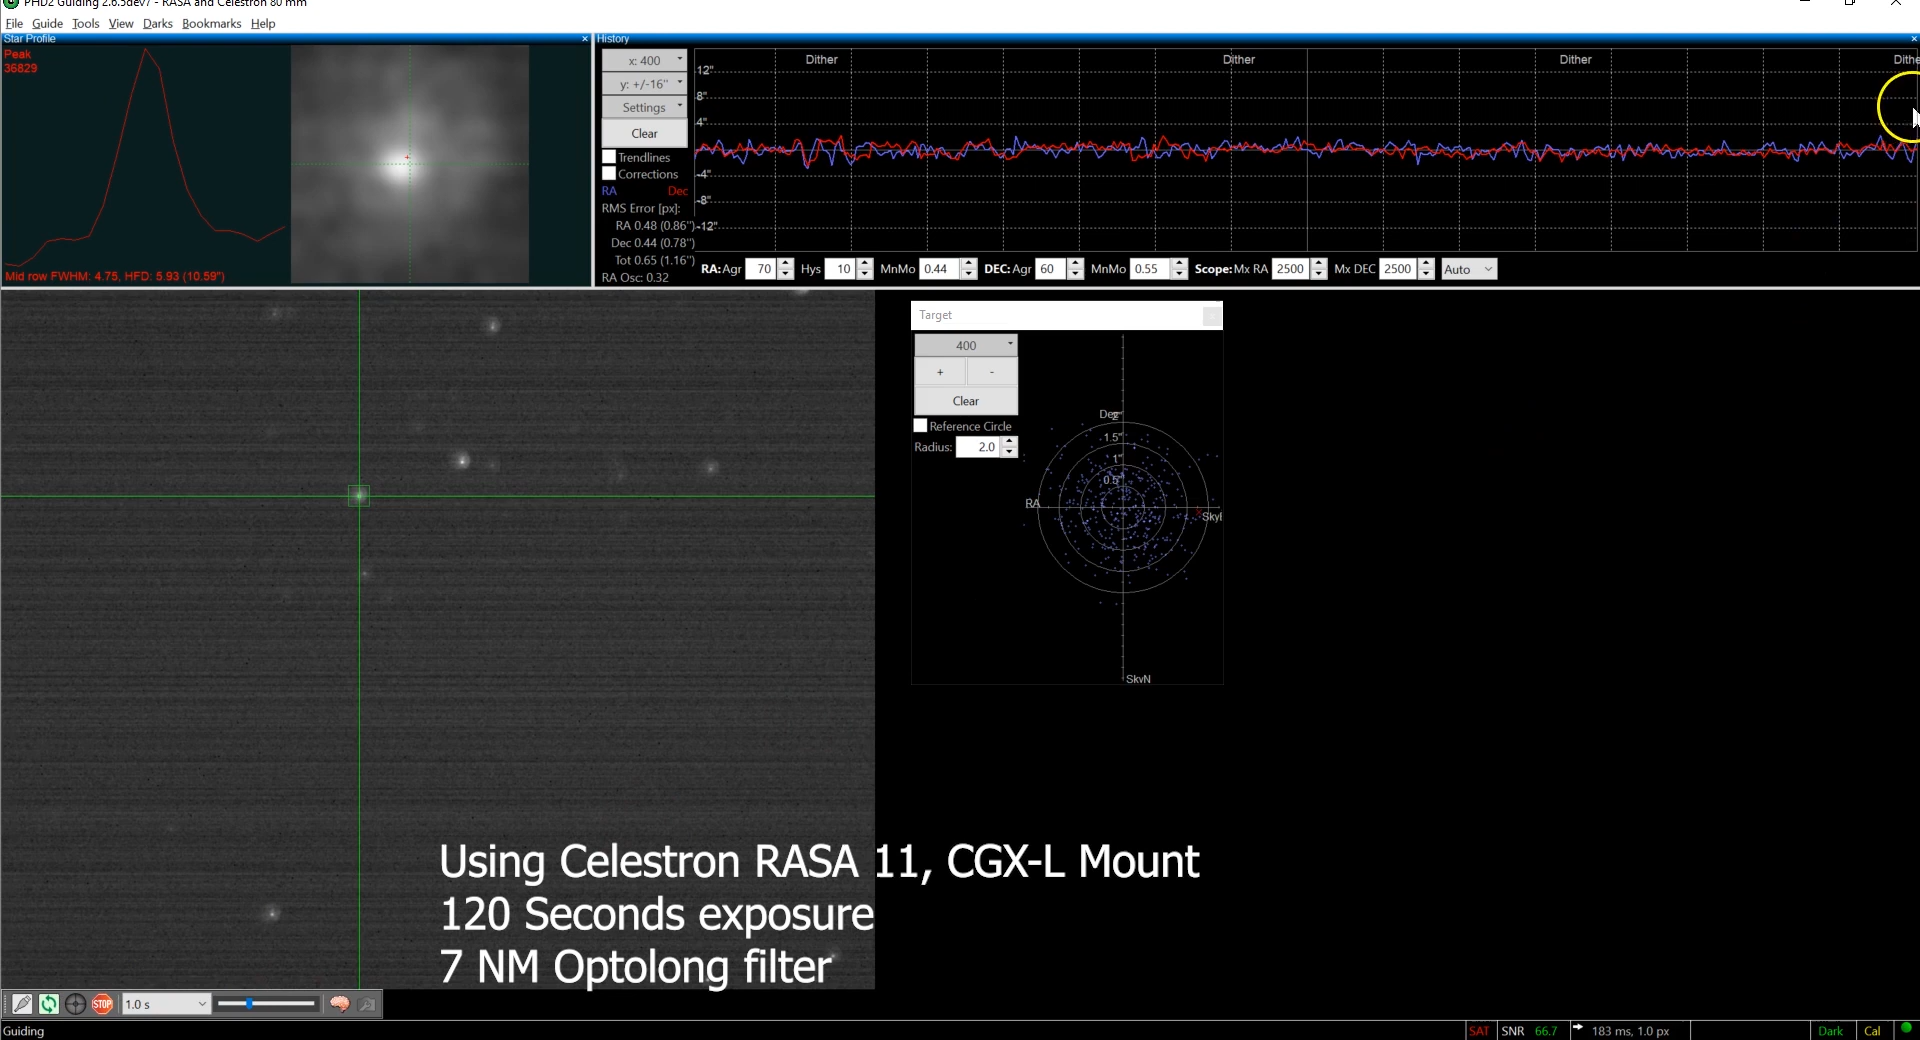 PHD2 Guiding 2.6.5dev7 - RASA and Celestron 80 mm
File Guide Tools View Darks Bookmarks Help
Star Profile
Peak
36829
Mid row FWHM: 4.75, HFD: 5.93 (10.59")
History
x: 400
y: +/-16"
Settings
Clear
Trendlines
Corrections
RA Dec
RMS Error [px]:
RA 0.48 (0.86")
Dec 0.44 (0.78")
Tot 0.65 (1.16")
RA Osc: 0.32
Dither Dither Dither Dithe
12"
8"
4"
-4"
-8"
-12"
RA: Agr 70 Hys 10 MnMo 0.44 DEC: Agr 60 MnMo 0.55 Scope: Mx RA 2500 Mx DEC 2500 Auto
Target
400
+ -
Clear
Reference Circle
Radius: 2.0
Dec
2"
1.5"
1"
0.5"
RA
SkyE
SkyN
Using Celestron RASA 11, CGX-L Mount
120 Seconds exposure
7 NM Optolong filter
STOP 1.0 s
Guiding SAT SNR 66.7 183 ms, 1.0 px Dark Cal